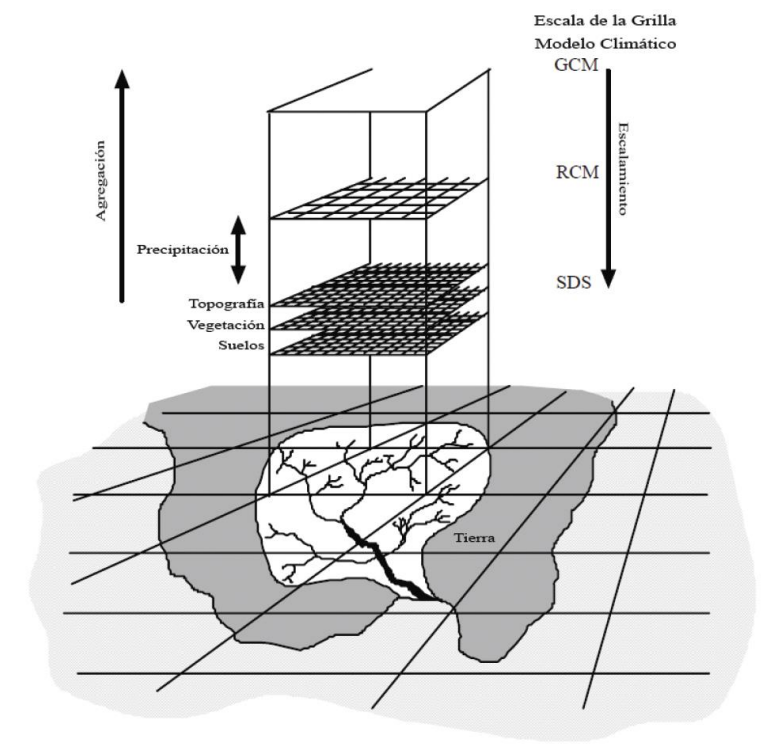 Escala de la Grilla
Modelo Climático
GCM
Agregación
Escalamiento
RCM
Precipitación
SDS
Topografía
Vegetación
Suelos
Tierra